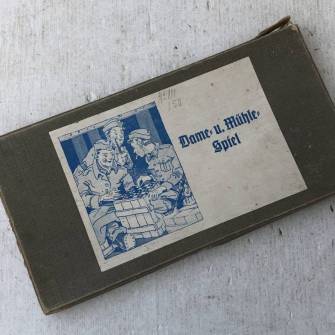 Dame= u. Mühle=
Spiel